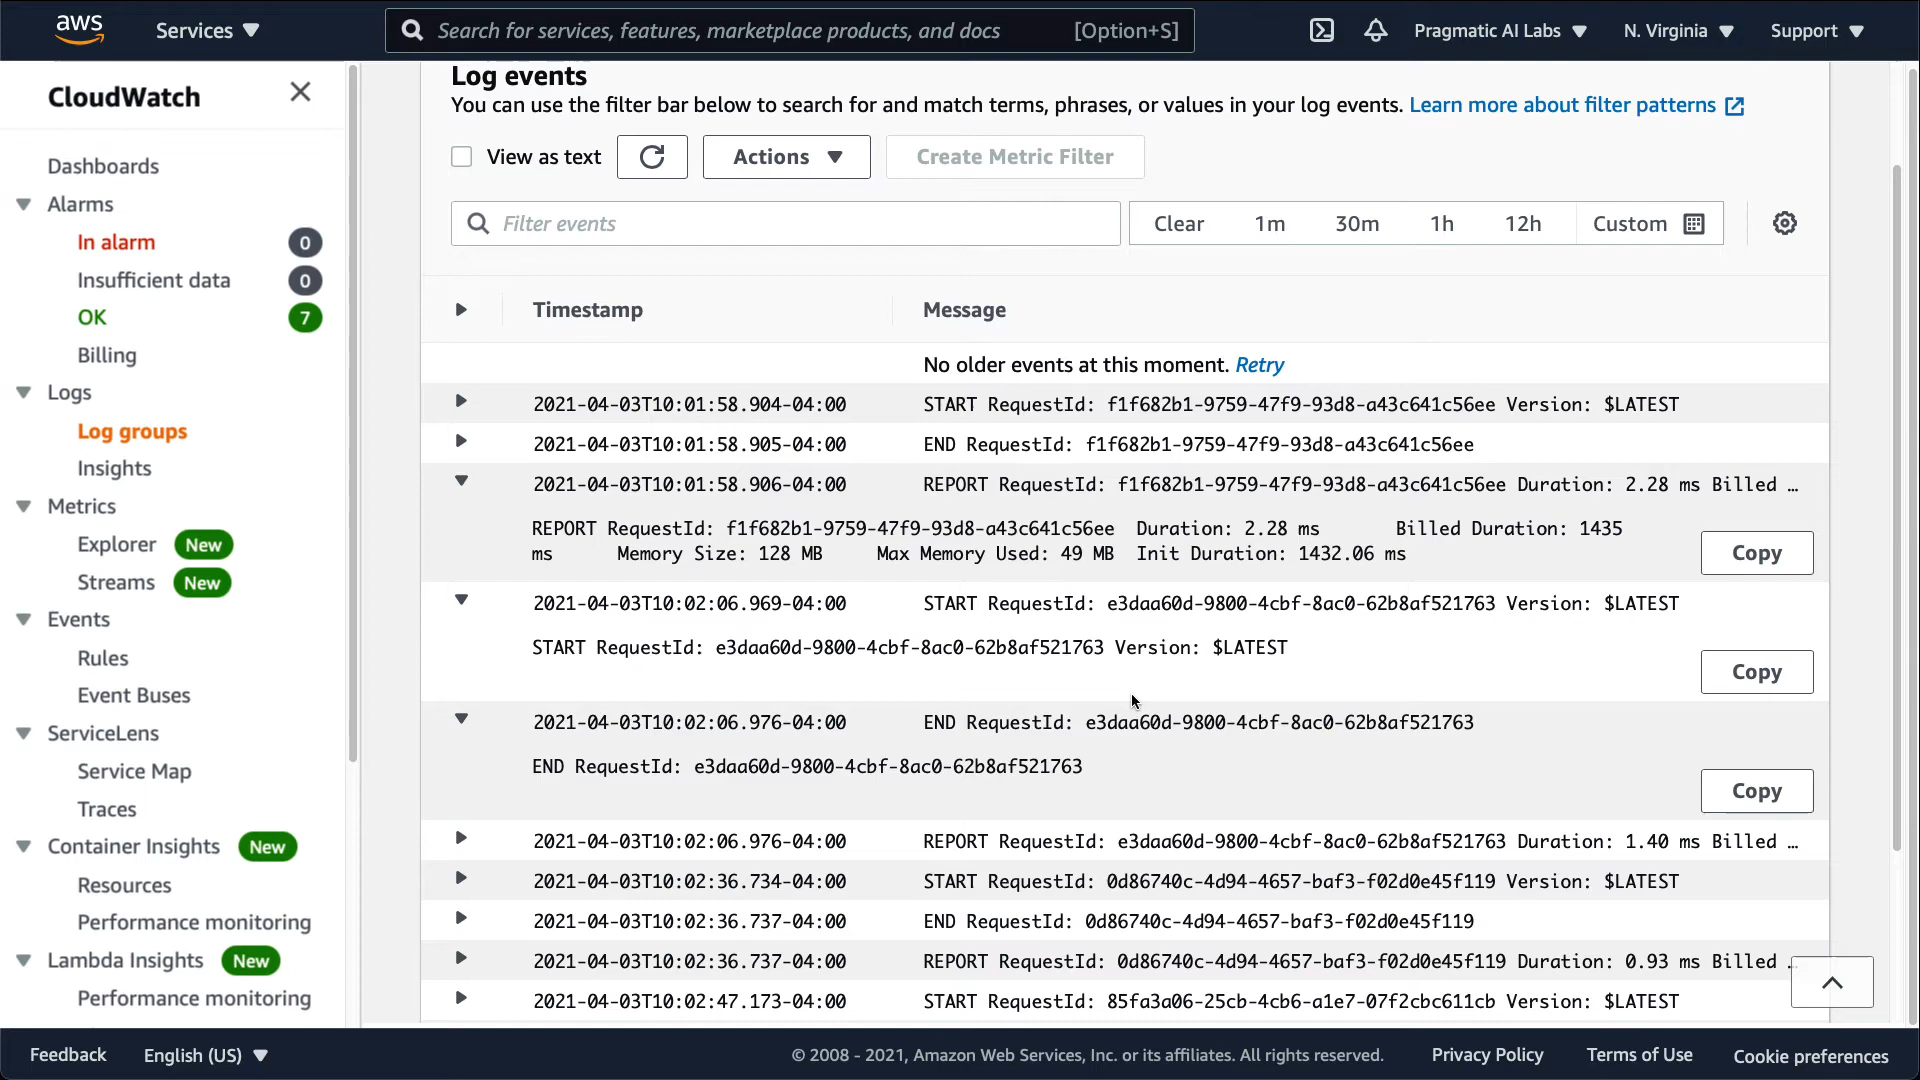 aws Services Search for services, features, marketplace products, and docs [Option+S] Pragmatic AI Labs N. Virginia Support
CloudWatch
Dashboards
Alarms
In alarm 0
Insufficient data 0
OK 7
Billing
Logs
Log groups
Insights
Metrics
Explorer New
Streams New
Events
Rules
Event Buses
ServiceLens
Service Map
Traces
Container Insights New
Resources
Performance monitoring
Lambda Insights New
Performance monitoring
Log events
You can use the filter bar below to search for and match terms, phrases, or values in your log events. Learn more about filter patterns
View as text Actions Create Metric Filter
Filter events Clear 1m 30m 1h 12h Custom
Timestamp Message
No older events at this moment. Retry
2021-04-03T10:01:58.904-04:00 START RequestId: f1f682b1-9759-47f9-93d8-a43c641c56ee Version: $LATEST
2021-04-03T10:01:58.905-04:00 END RequestId: f1f682b1-9759-47f9-93d8-a43c641c56ee
2021-04-03T10:01:58.906-04:00 REPORT RequestId: f1f682b1-9759-47f9-93d8-a43c641c56ee Duration: 2.28 ms Billed …
REPORT RequestId: f1f682b1-9759-47f9-93d8-a43c641c56ee Duration: 2.28 ms Billed Duration: 1435
ms Memory Size: 128 MB Max Memory Used: 49 MB Init Duration: 1432.06 ms
Copy
2021-04-03T10:02:06.969-04:00 START RequestId: e3daa60d-9800-4cbf-8ac0-62b8af521763 Version: $LATEST
START RequestId: e3daa60d-9800-4cbf-8ac0-62b8af521763 Version: $LATEST
Copy
2021-04-03T10:02:06.976-04:00 END RequestId: e3daa60d-9800-4cbf-8ac0-62b8af521763
END RequestId: e3daa60d-9800-4cbf-8ac0-62b8af521763
Copy
2021-04-03T10:02:06.976-04:00 REPORT RequestId: e3daa60d-9800-4cbf-8ac0-62b8af521763 Duration: 1.40 ms Billed …
2021-04-03T10:02:36.734-04:00 START RequestId: 0d86740c-4d94-4657-baf3-f02d0e45f119 Version: $LATEST
2021-04-03T10:02:36.737-04:00 END RequestId: 0d86740c-4d94-4657-baf3-f02d0e45f119
2021-04-03T10:02:36.737-04:00 REPORT RequestId: 0d86740c-4d94-4657-baf3-f02d0e45f119 Duration: 0.93 ms Billed …
2021-04-03T10:02:47.173-04:00 START RequestId: 85fa3a06-25cb-4cb6-a1e7-07f2cbc611cb Version: $LATEST
Feedback English (US) © 2008 - 2021, Amazon Web Services, Inc. or its affiliates. All rights reserved. Privacy Policy Terms of Use Cookie preferences